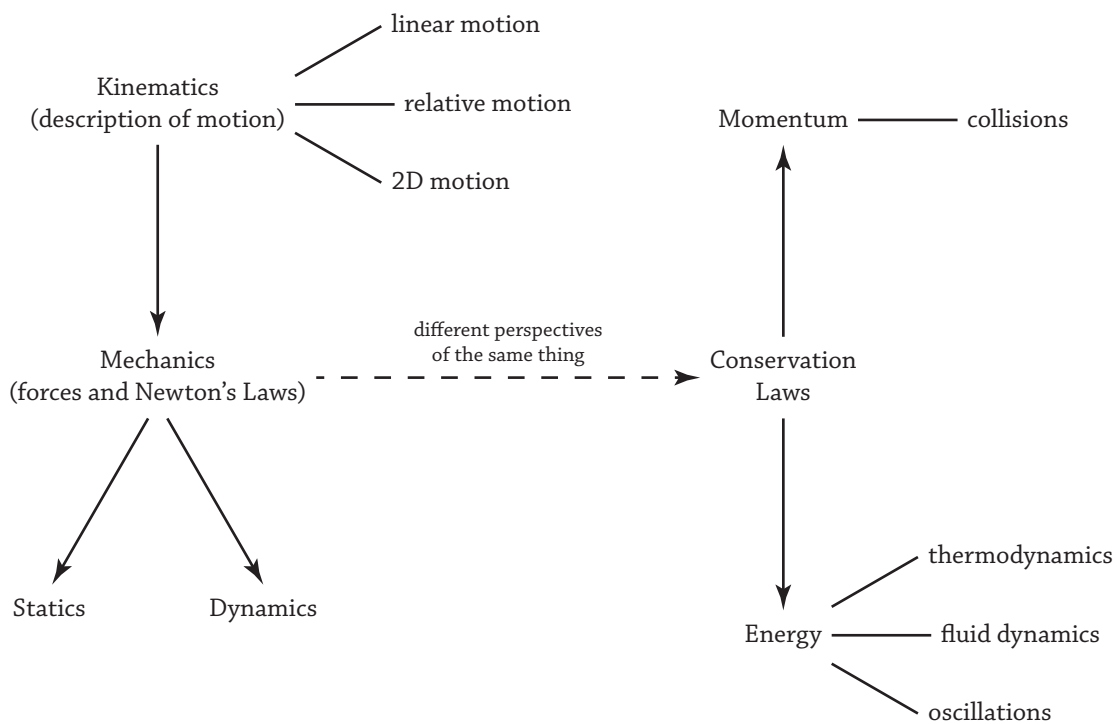 linear motion
Kinematics
(description of motion)
relative motion
2D motion
Momentum
collisions
Mechanics
(forces and Newton’s Laws)
different perspectives
of the same thing
Conservation
Laws
Statics
Dynamics
thermodynamics
Energy
fluid dynamics
oscillations